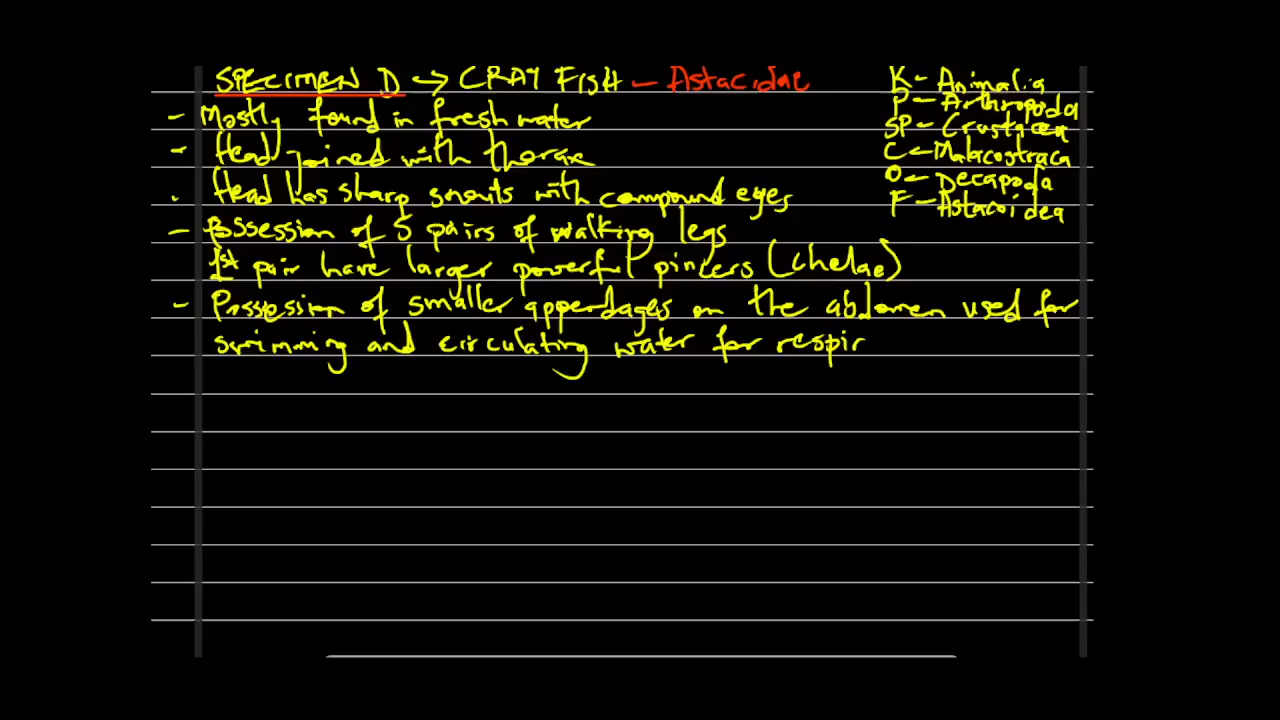 SPECIMEN D → CRAY FISH – Astacidae
- Mostly found in fresh water
- Head joined with thorax
. Head has sharp snouts with compound eyes
- Possession of 5 pairs of walking legs
1st pair have larger powerful pincers (chelae)
- Possession of smaller appendages on the abdomen used for
swimming and circulating water for respir
K – Animalia
P – Arthropoda
SP – Crustacea
C – Malacostraca
O – Decapoda
F – Astacoidea